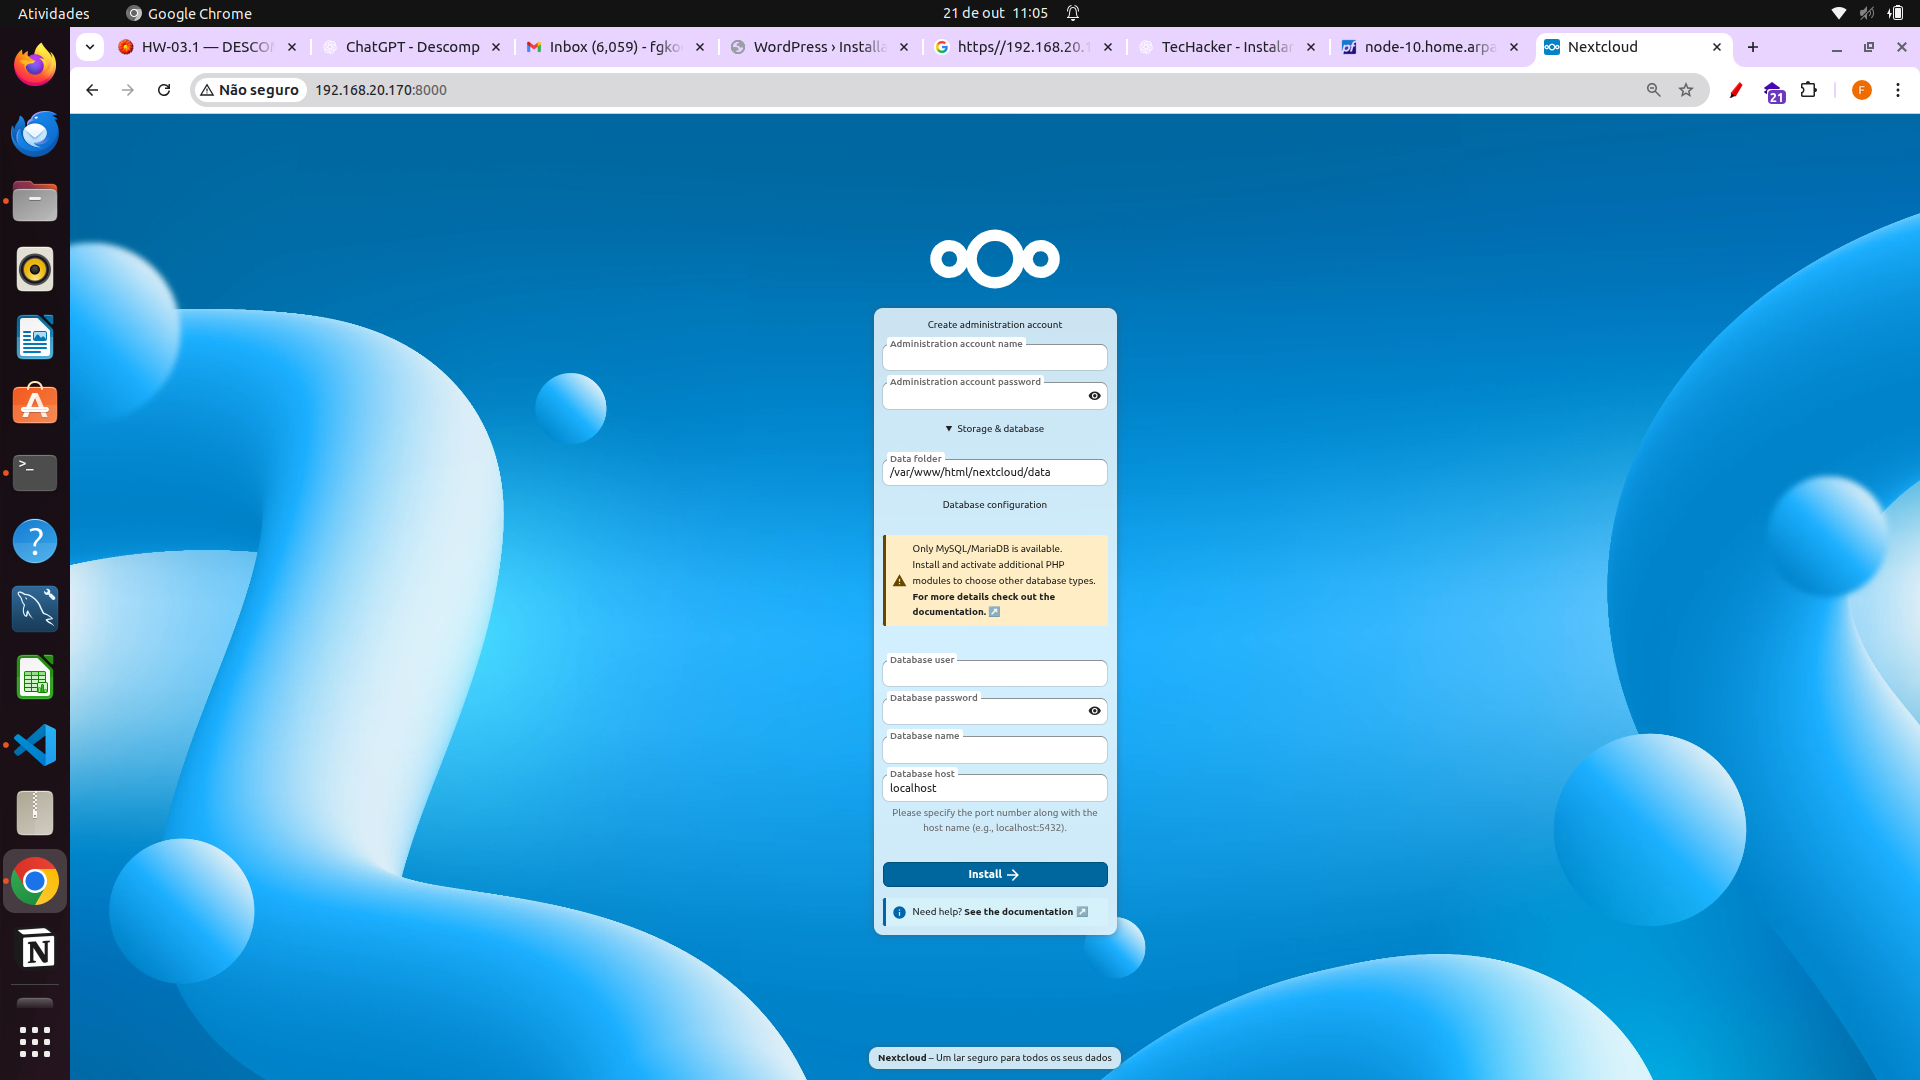 Atividades
Google Chrome
21 de out 11:05
HW-03.1 — DESCO
ChatGPT - Descomp
Inbox (6,059) - fgko
WordPress › Installa
https//192.168.20.1
TecHacker - Instalar
node-10.home.arpa
Nextcloud
Não seguro
192.168.20.170:8000
21
F
Create administration account
Administration account name
Administration account password
▼ Storage & database
Data folder
/var/www/html/nextcloud/data
Database configuration
Only MySQL/MariaDB is available.
Install and activate additional PHP
modules to choose other database types.
For more details check out the
documentation. ↗
Database user
Database password
Database name
Database host
localhost
Please specify the port number along with the
host name (e.g., localhost:5432).
Install →
Need help? See the documentation ↗
Nextcloud – Um lar seguro para todos os seus dados